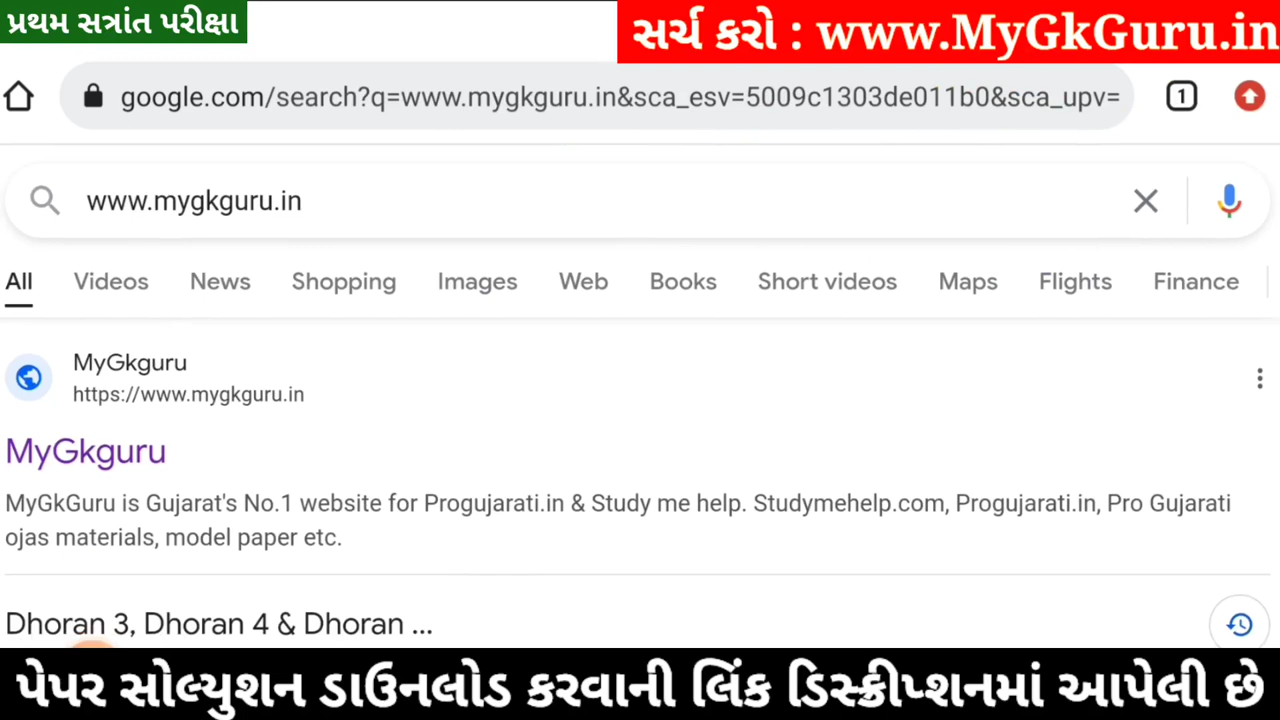 પ્રથમ સત્રાંત પરીક્ષા
સર્ચ કરો : www.MyGkGuru.in
google.com/search?q=www.mygkguru.in&sca_esv=5009c1303de011b0&sca_upv=
1
www.mygkguru.in
All Videos News Shopping Images Web Books Short videos Maps Flights Finance
MyGkguru
https://www.mygkguru.in
MyGkguru
MyGkGuru is Gujarat's No.1 website for Progujarati.in & Study me help. Studymehelp.com, Progujarati.in, Pro Gujarati
ojas materials, model paper etc.
Dhoran 3, Dhoran 4 & Dhoran ...
પેપર સોલ્યુશન ડાઉનલોડ કરવાની લિંક ડિસ્ક્રીપ્શનમાં આપેલી છે